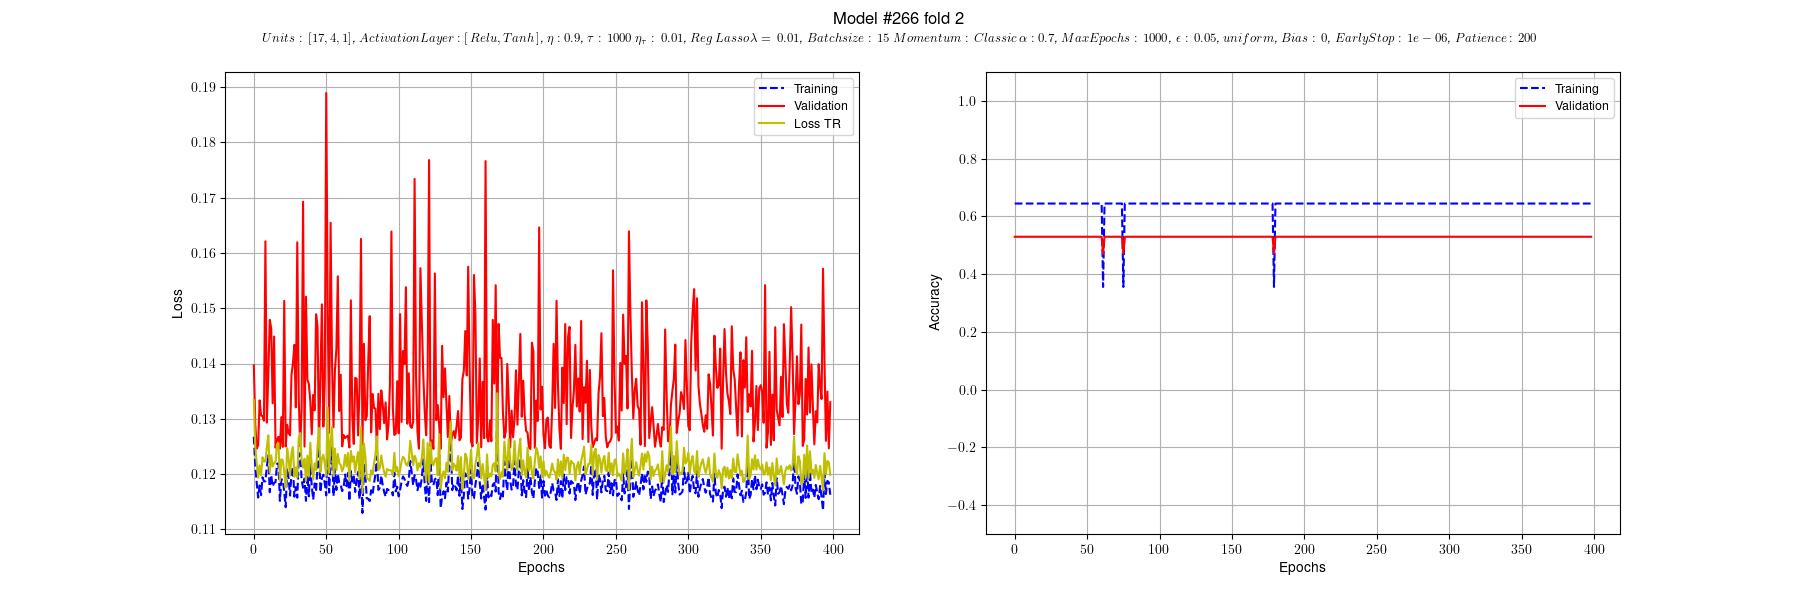 Model #266 fold 2
Units : [17, 4, 1], ActivationLayer : [ Relu, Tanh ], η : 0.9, τ : 1000 ητ : 0.01, Reg Lasso λ = 0.01, Batchsize : 15 Momentum : Classic α : 0.7, MaxEpochs : 1000, ϵ : 0.05, uniform, Bias : 0, EarlyStop : 1e − 06, Patience : 200
Training
Validation
Loss TR
0.19
0.18
0.17
0.16
0.15
0.14
0.13
0.12
0.11
Loss
0 50 100 150 200 250 300 350 400
Epochs
Training
Validation
1.0
0.8
0.6
0.4
0.2
0.0
−0.2
−0.4
Accuracy
0 50 100 150 200 250 300 350 400
Epochs